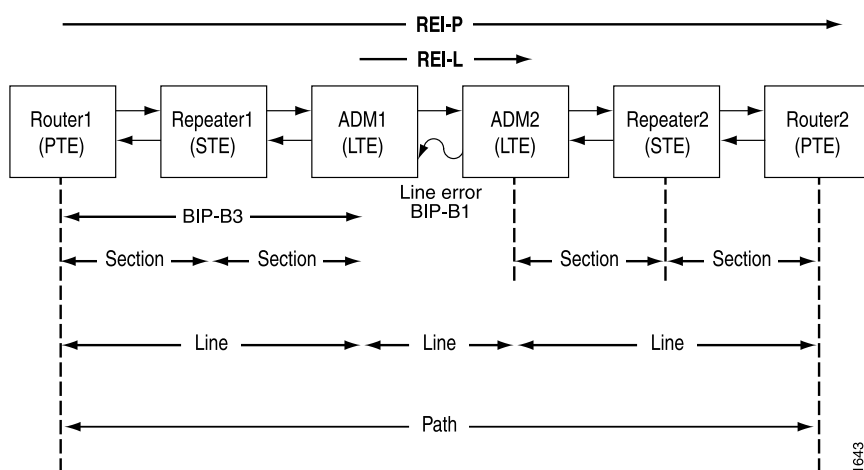 REI-P
REI-L
Router1
(PTE)
Repeater1
(STE)
ADM1
(LTE)
ADM2
(LTE)
Repeater2
(STE)
Router2
(PTE)
Line error
BIP-B1
BIP-B3
Section
Section
Section
Section
Line
Line
Line
Path
1643